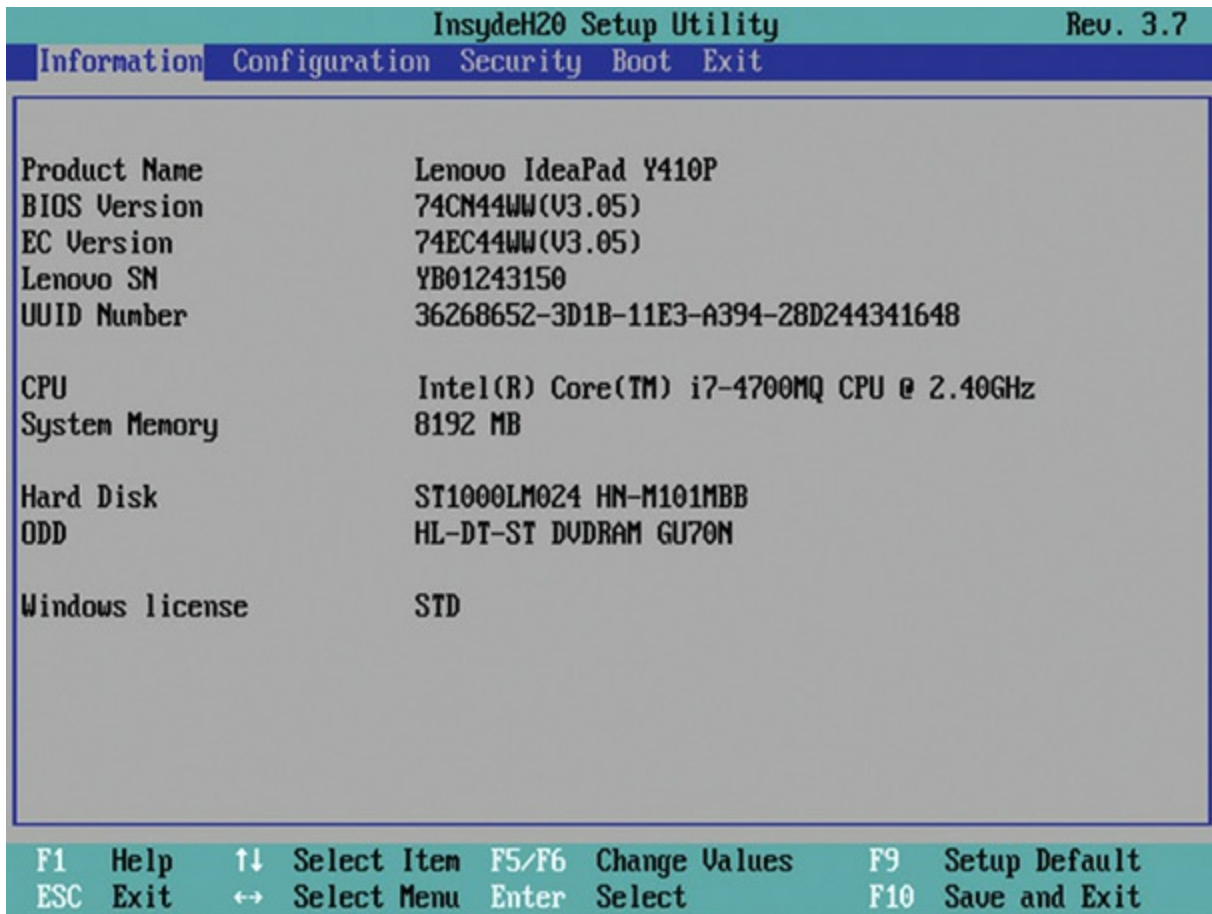 InsydeH20 Setup Utility Rev. 3.7
Information Configuration Security Boot Exit
Product Name Lenovo IdeaPad Y410P
BIOS Version 74CN44WW(V3.05)
EC Version 74EC44WW(V3.05)
Lenovo SN YB01243150
UUID Number 36268652-3D1B-11E3-A394-28D244341648
CPU Intel(R) Core(TM) i7-4700MQ CPU @ 2.40GHz
System Memory 8192 MB
Hard Disk ST1000LM024 HN-M101MBB
ODD HL-DT-ST DVDRAM GU70N
Windows license STD
F1 Help ↑↓ Select Item F5/F6 Change Values F9 Setup Default
ESC Exit ↔ Select Menu Enter Select F10 Save and Exit